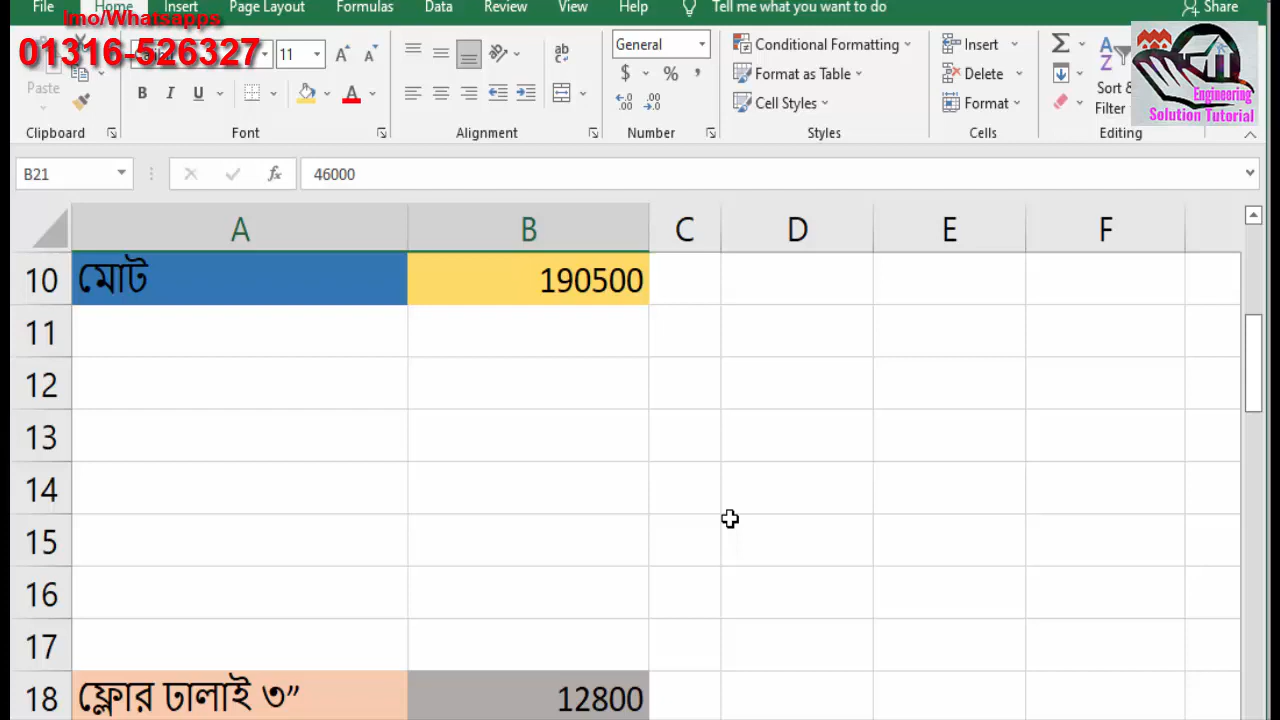 File Home Insert Page Layout Formulas Data Review View Help Tell me what you want to do Share
Imo/Whatsapps
01316-526327
11
General
Conditional Formatting
Insert
Paste
Format as Table
Delete
Sort &
Cell Styles
Format
Filter
Engineering
Solution Tutorial
Clipboard Font Alignment Number Styles Cells Editing
B21 fx 46000
A B C D E F
10 মোট 190500
11
12
13
14
15
16
17
18 ফ্লোর ঢালাই ৩” 12800